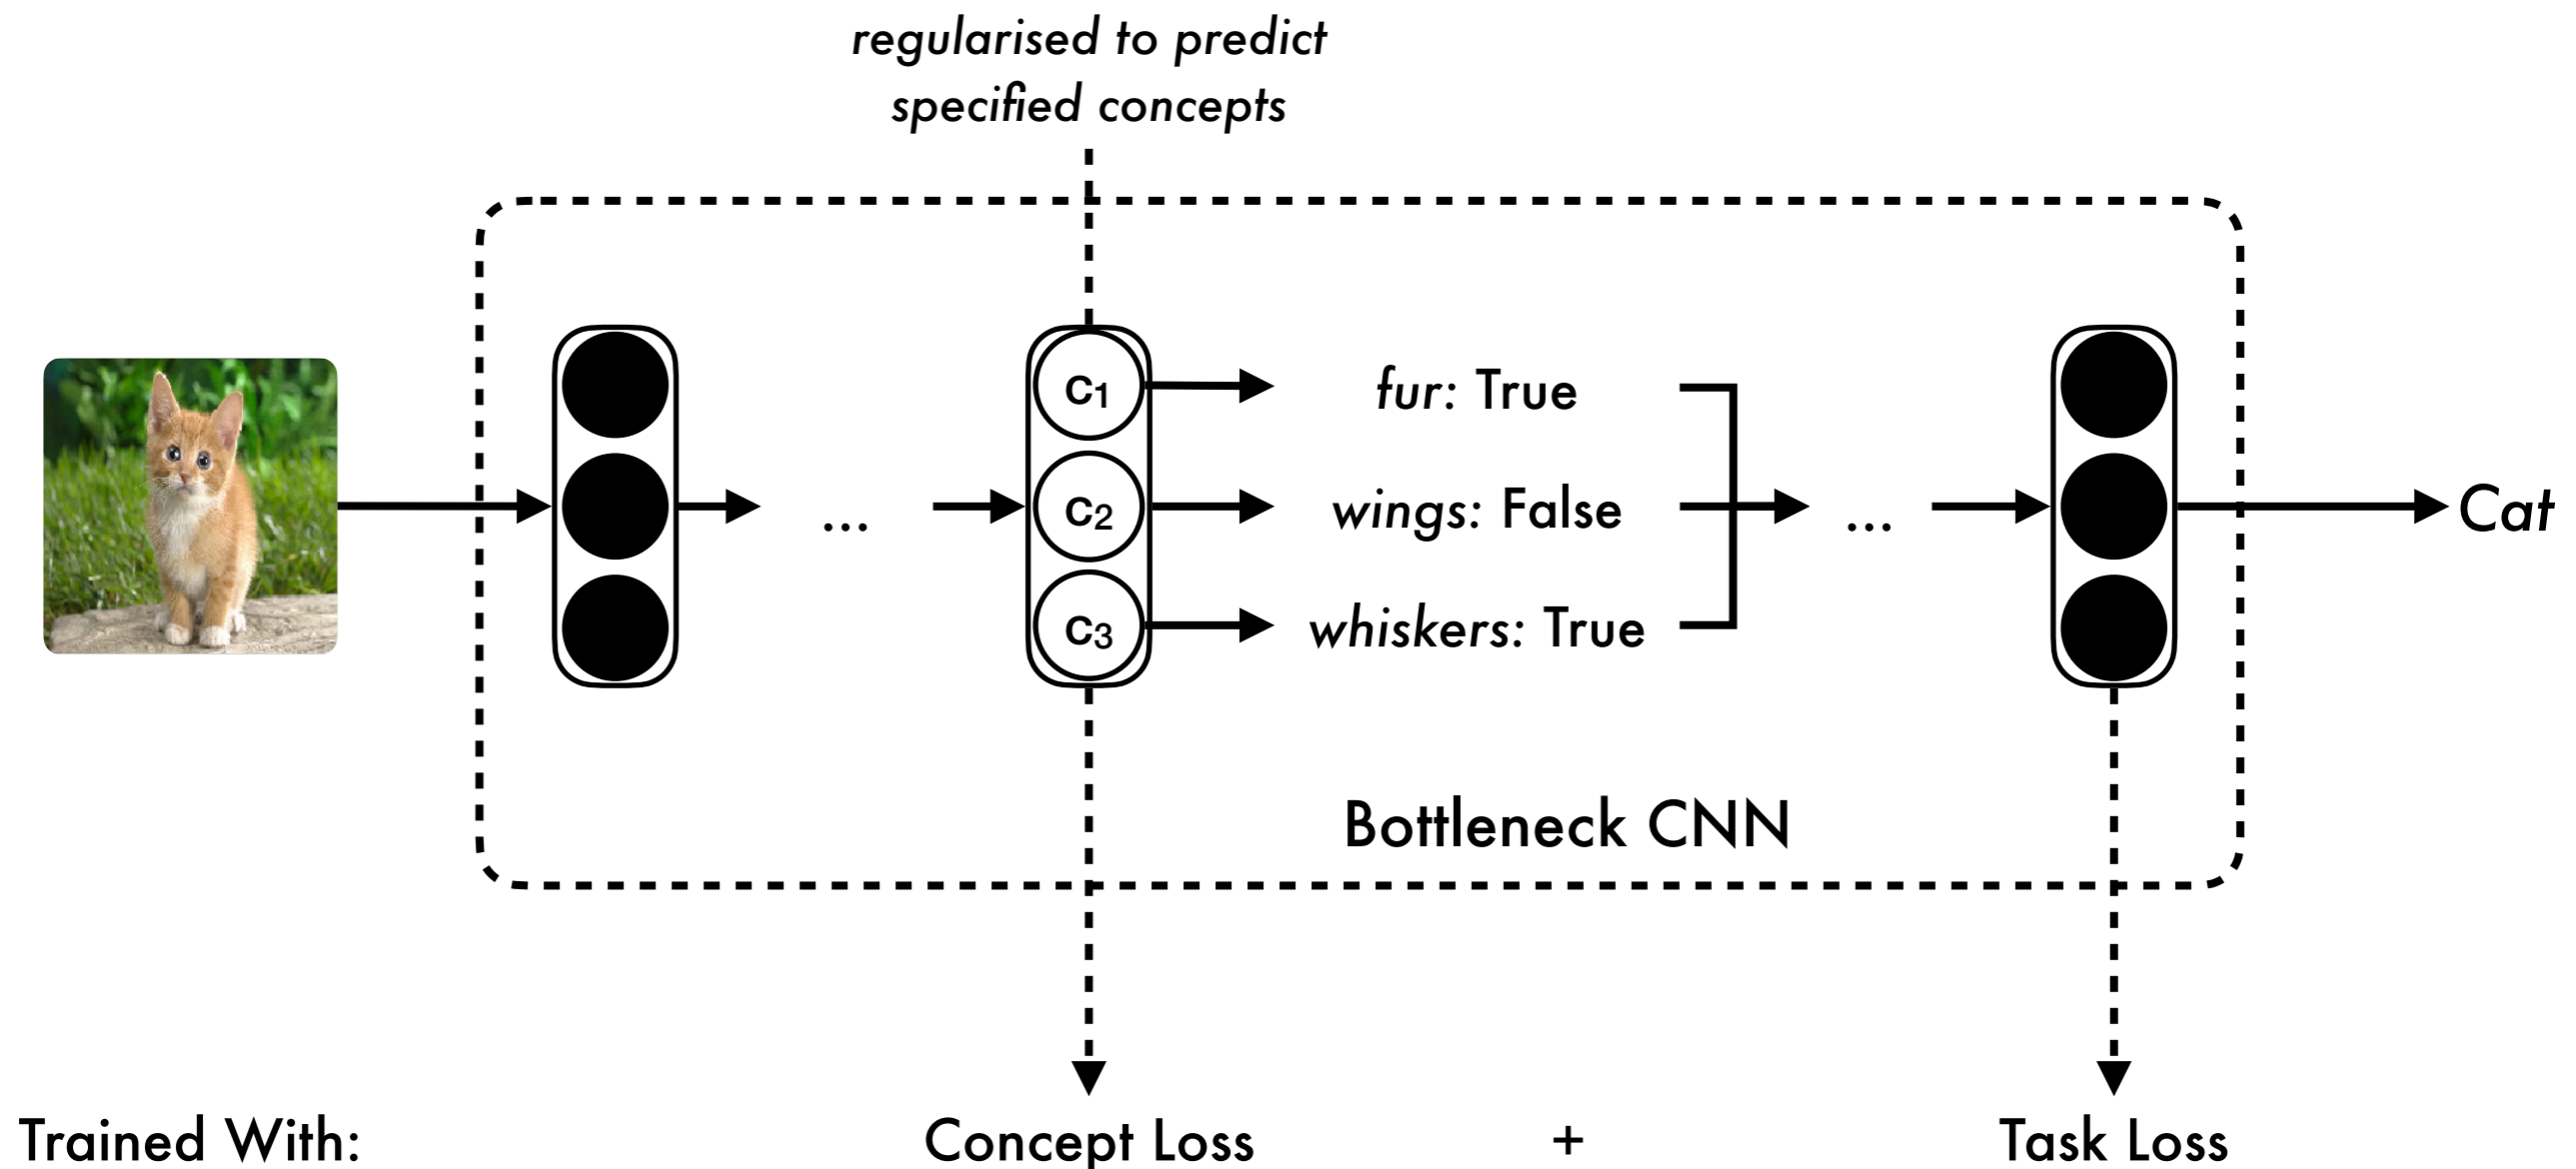 regularised to predict
specified concepts
c1
fur: True
c2
wings: False
...
...
Cat
c3
whiskers: True
Bottleneck CNN
Trained With:
Concept Loss
+
Task Loss